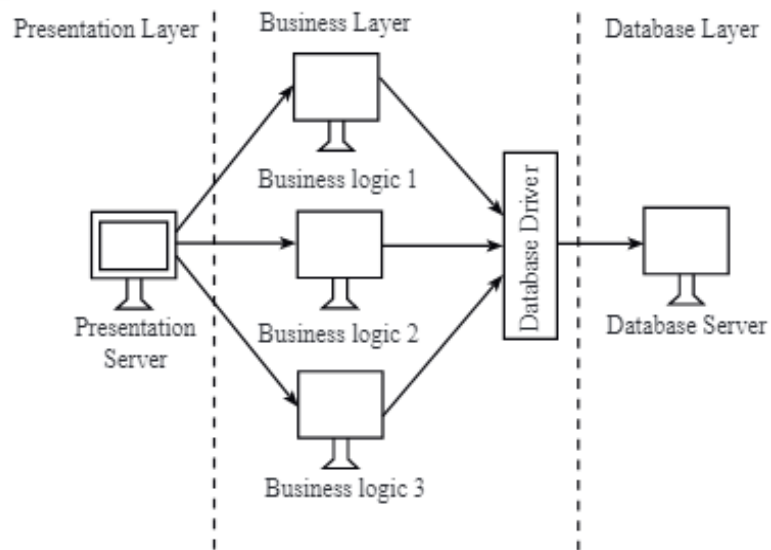 Presentation Layer
Business Layer
Database Layer
Business logic 1
Presentation
Server
Business logic 2
Database Driver
Database Server
Business logic 3